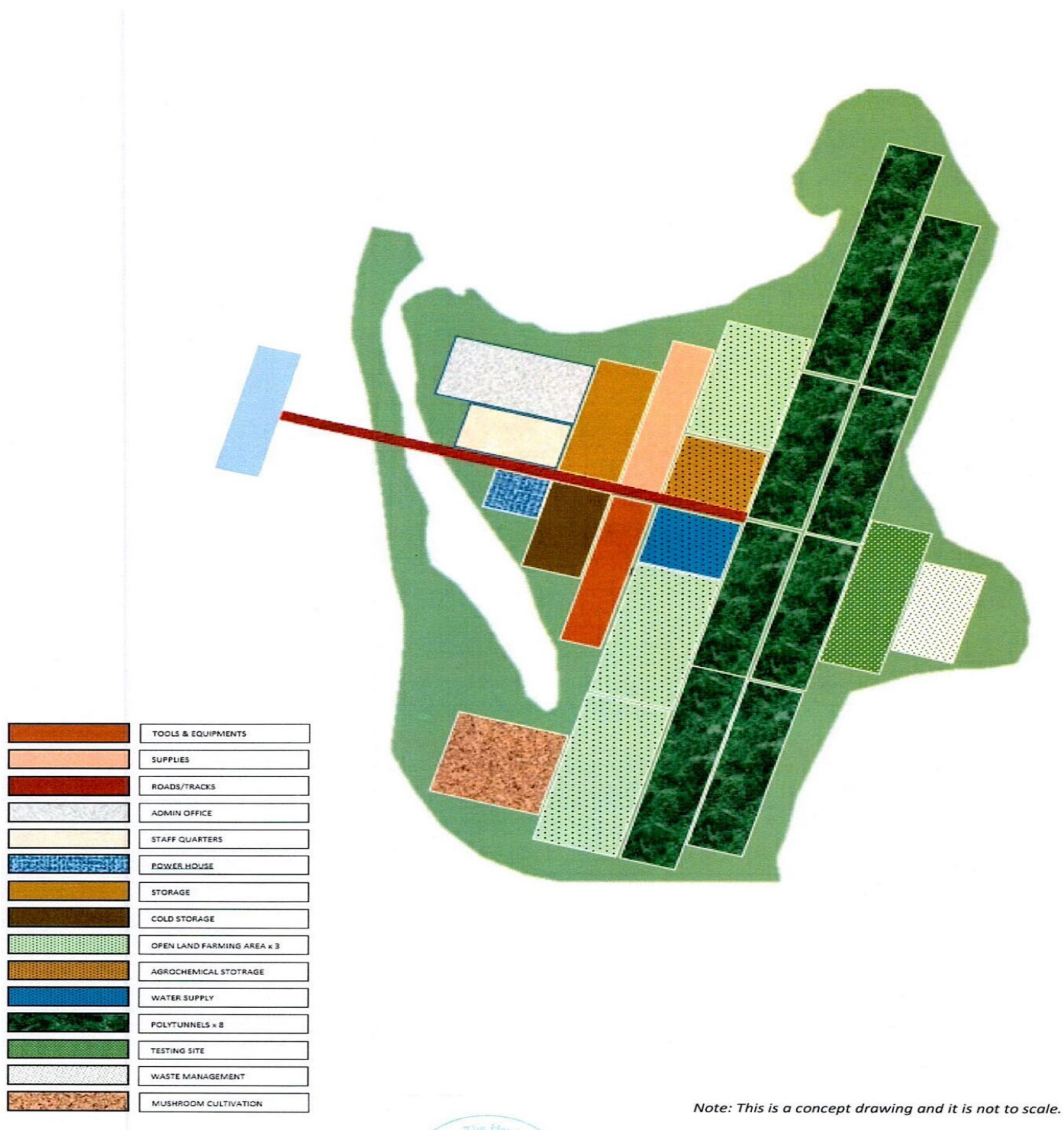 TOOLS & EQUIPMENTS
SUPPLIES
ROADS/TRACKS
ADMIN OFFICE
STAFF QUARTERS
POWER HOUSE
STORAGE
COLD STORAGE
OPEN LAND FARMING AREA x 3
AGROCHEMICAL STOTRAGE
WATER SUPPLY
POLYTUNNELS x 8
TESTING SITE
WASTE MANAGEMENT
MUSHROOM CULTIVATION
Note: This is a concept drawing and it is not to scale.